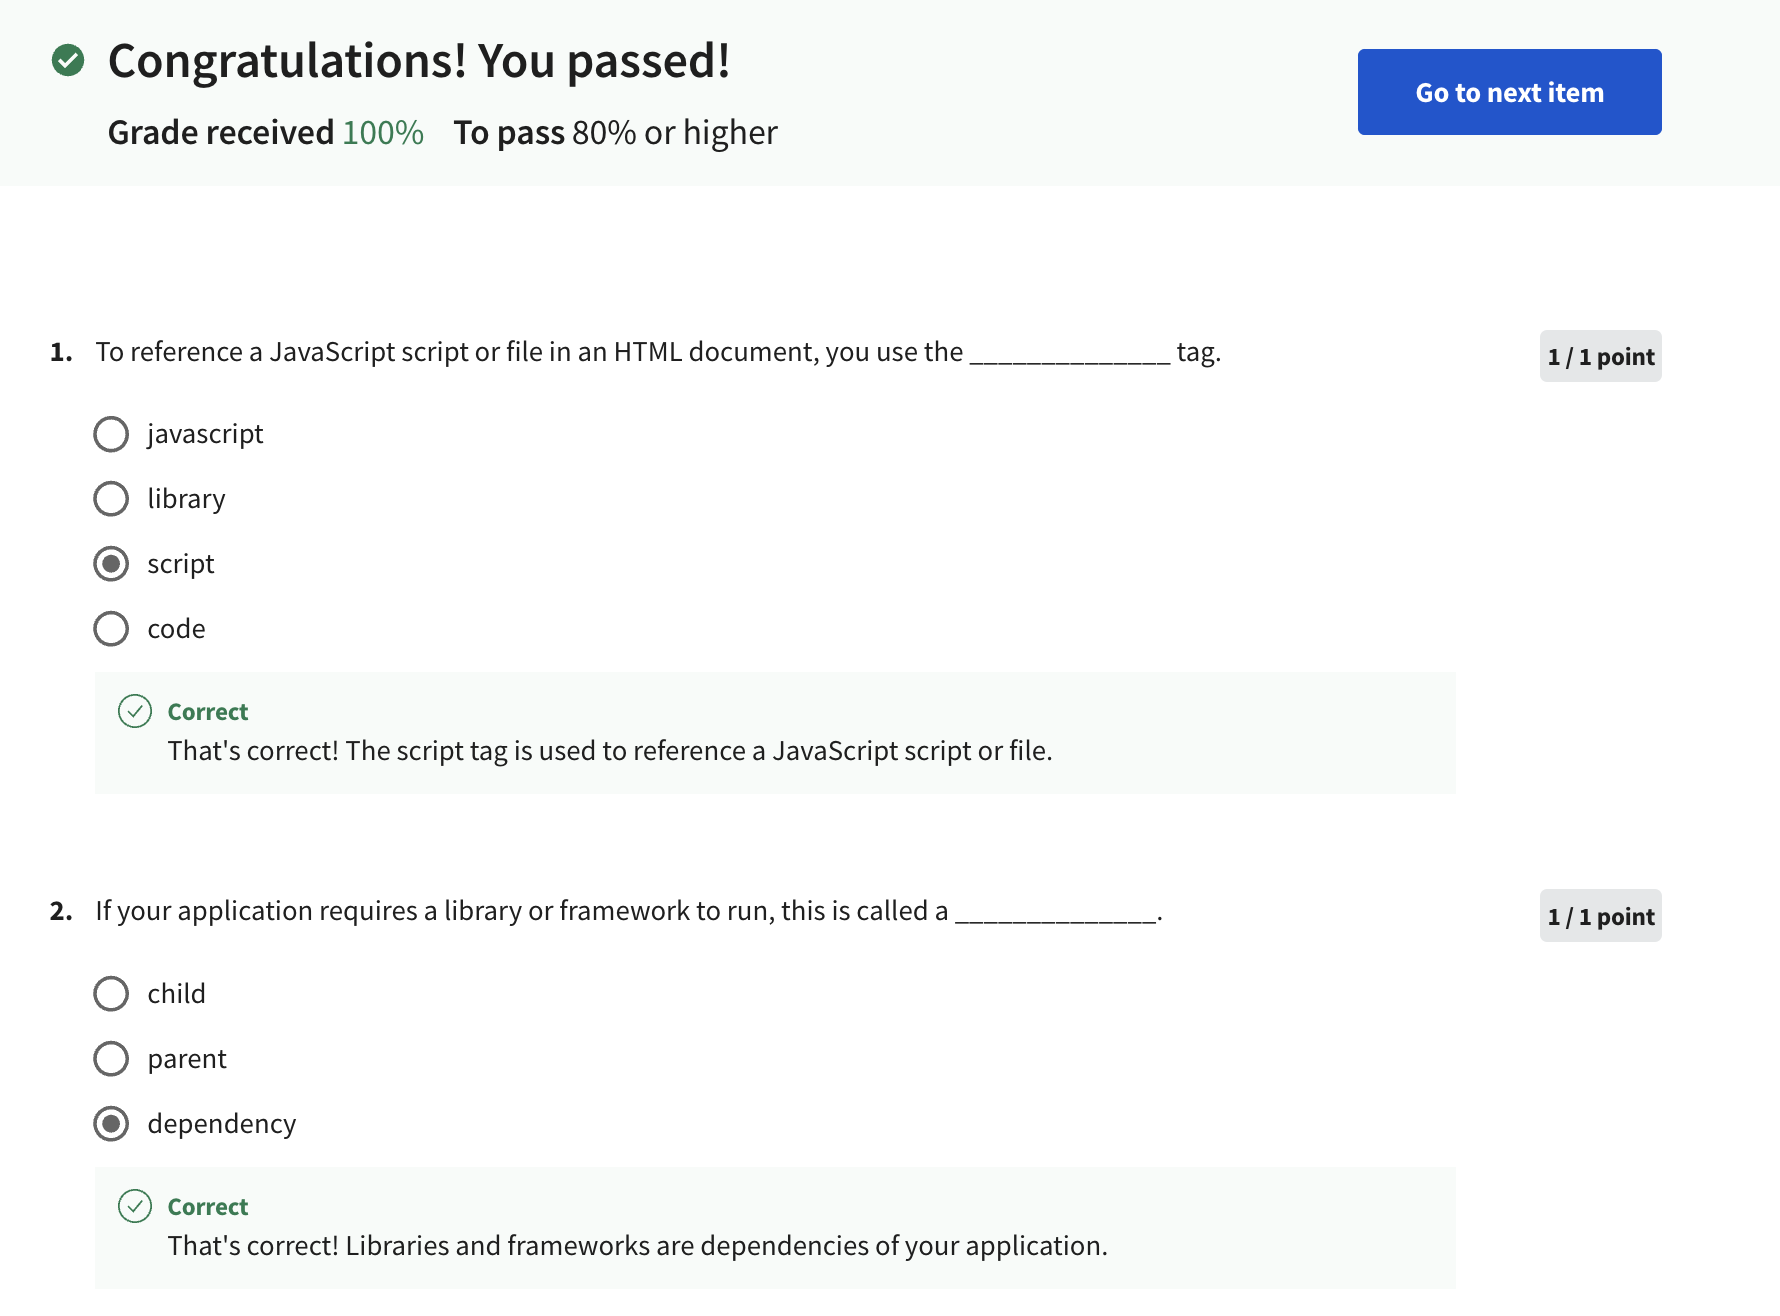 Congratulations! You passed!
Go to next item
Grade received 100% To pass 80% or higher
1. To reference a JavaScript script or file in an HTML document, you use the ______________ tag.
1 / 1 point
javascript
library
script
code
Correct
That's correct! The script tag is used to reference a JavaScript script or file.
2. If your application requires a library or framework to run, this is called a ______________.
1 / 1 point
child
parent
dependency
Correct
That's correct! Libraries and frameworks are dependencies of your application.